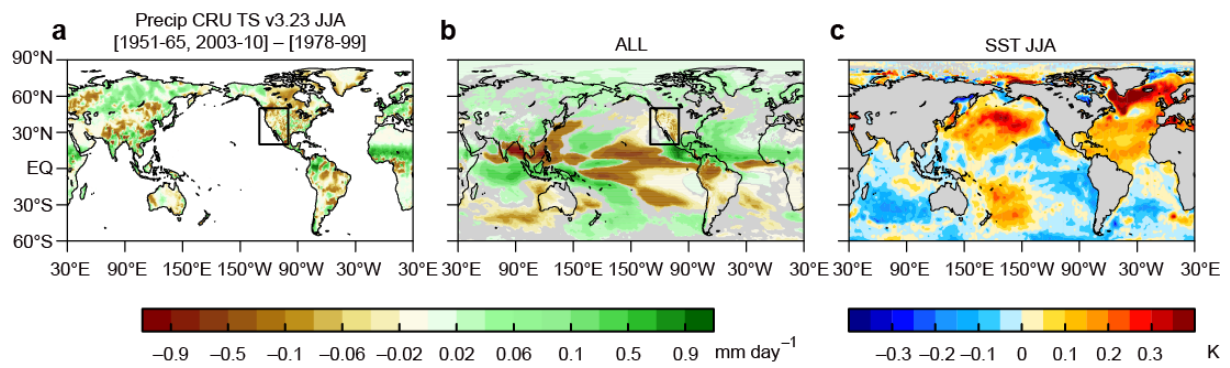 a
Precip CRU TS v3.23 JJA
[1951-65, 2003-10] – [1978-99]
b
ALL
c
SST JJA
90°N
60°N
30°N
EQ
30°S
60°S
30°E 90°E 150°E 150°W 90°W 30°W 30°E
30°E 90°E 150°E 150°W 90°W 30°W 30°E
30°E 90°E 150°E 150°W 90°W 30°W 30°E
−0.9 −0.5 −0.1 −0.06 −0.02 0.02 0.06 0.1 0.5 0.9 mm day⁻¹
−0.3 −0.2 −0.1 0 0.1 0.2 0.3 K